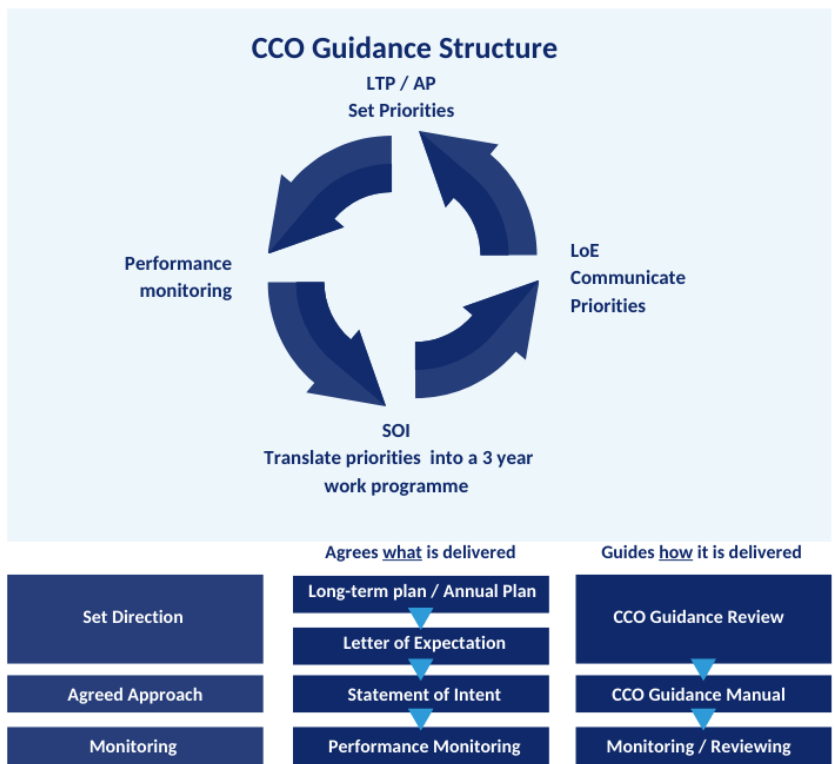 CCO Guidance Structure
LTP / AP
Set Priorities
Performance
monitoring
LoE
Communicate
Priorities
SOI
Translate priorities  into a 3 year
work programme
Agrees what is delivered
Guides how it is delivered
Set Direction
Long-term plan / Annual Plan
Letter of Expectation
CCO Guidance Review
Agreed Approach
Statement of Intent
CCO Guidance Manual
Monitoring
Performance Monitoring
Monitoring / Reviewing